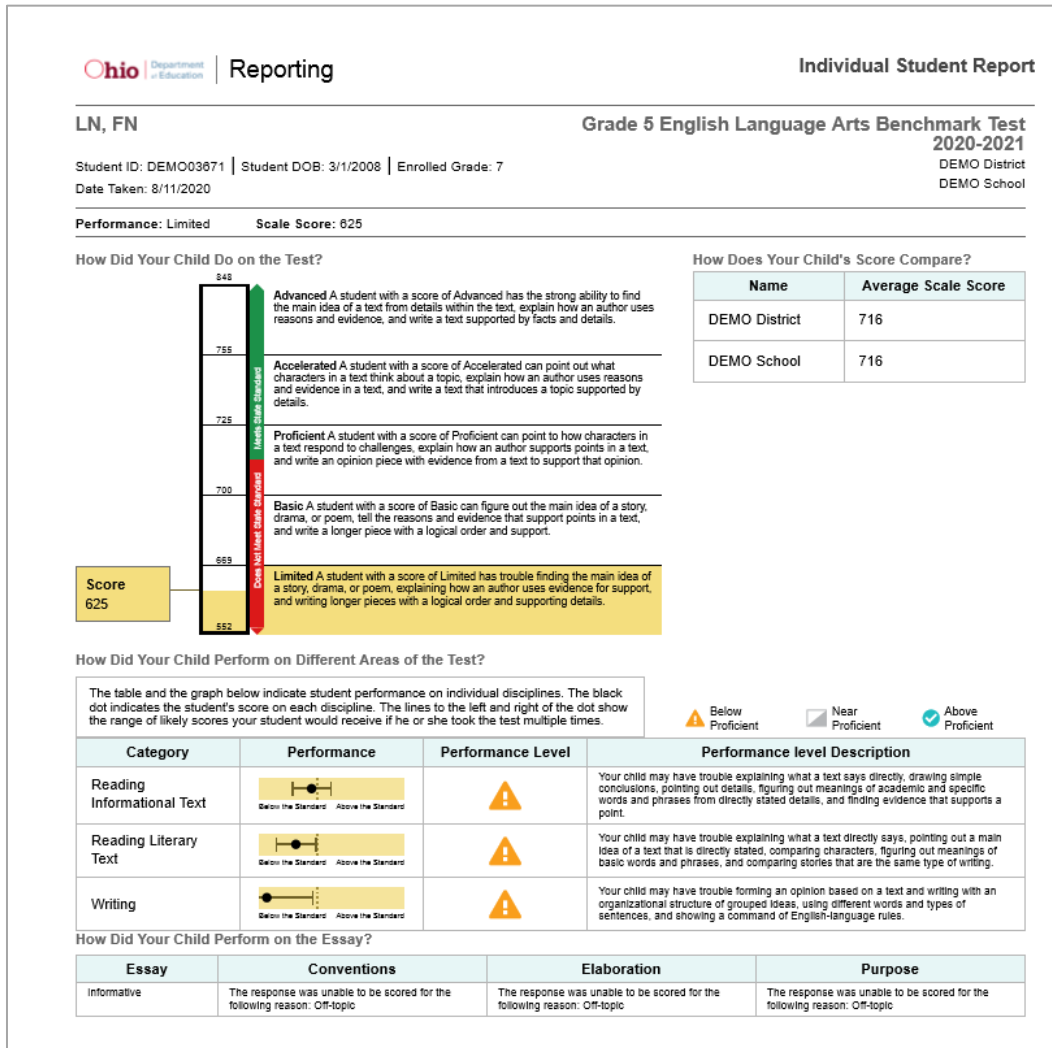 Ohio Department of Education Reporting
Individual Student Report
LN, FN
Grade 5 English Language Arts Benchmark Test
2020-2021
Student ID: DEMO03671 | Student DOB: 3/1/2008 | Enrolled Grade: 7
DEMO District
Date Taken: 8/11/2020
DEMO School
Performance: Limited Scale Score: 625
How Did Your Child Do on the Test?
848
Advanced A student with a score of Advanced has the strong ability to find
the main idea of a text from details within the text, explain how an author uses
reasons and evidence, and write a text supported by facts and details.
755
Accelerated A student with a score of Accelerated can point out what
characters in a text think about a topic, explain how an author uses reasons
and evidence in a text, and write a text that introduces a topic supported by
details.
Meets State Standard
725
Proficient A student with a score of Proficient can point to how characters in
a text respond to challenges, explain how an author supports points in a text,
and write an opinion piece with evidence from a text to support that opinion.
700
Basic A student with a score of Basic can figure out the main idea of a story,
drama, or poem, tell the reasons and evidence that support points in a text,
and write a longer piece with a logical order and support.
Does Not Meet State Standard
669
Limited A student with a score of Limited has trouble finding the main idea of
a story, drama, or poem, explaining how an author uses evidence for support,
and writing longer pieces with a logical order and supporting details.
552
Score
625
How Does Your Child's Score Compare?
Name Average Scale Score
DEMO District 716
DEMO School 716
How Did Your Child Perform on Different Areas of the Test?
The table and the graph below indicate student performance on individual disciplines. The black
dot indicates the student's score on each discipline. The lines to the left and right of the dot show
the range of likely scores your student would receive if he or she took the test multiple times.
Below
Proficient
Near
Proficient
Above
Proficient
Category Performance Performance Level Performance level Description
Reading
Informational Text
Below the Standard Above the Standard
Your child may have trouble explaining what a text says directly, drawing simple
conclusions, pointing out details, figuring out meanings of academic and specific
words and phrases from directly stated details, and finding evidence that supports a
point.
Reading Literary
Text
Below the Standard Above the Standard
Your child may have trouble explaining what a text directly says, pointing out a main
idea of a text that is directly stated, comparing characters, figuring out meanings of
basic words and phrases, and comparing stories that are the same type of writing.
Writing
Below the Standard Above the Standard
Your child may have trouble forming an opinion based on a text and writing with an
organizational structure of grouped ideas, using different words and types of
sentences, and showing a command of English-language rules.
How Did Your Child Perform on the Essay?
Essay Conventions Elaboration Purpose
Informative
The response was unable to be scored for the
following reason: Off-topic
The response was unable to be scored for the
following reason: Off-topic
The response was unable to be scored for the
following reason: Off-topic